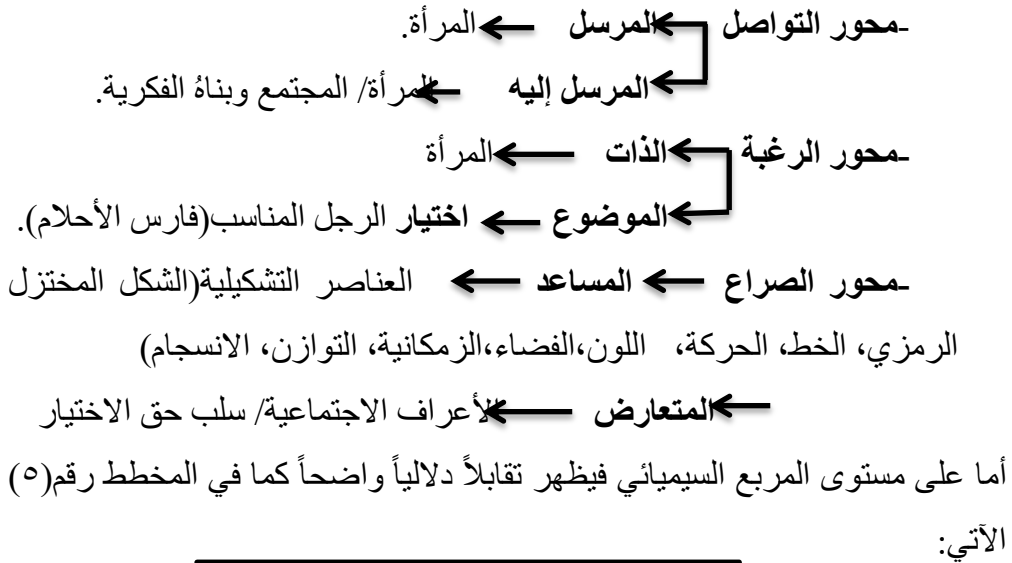 -محور التواصل المرسل المرأة.
المرسل إليه المرأة/ المجتمع وبناهُ الفكرية.
-محور الرغبة الذات المرأة
الموضوع اختيار الرجل المناسب(فارس الأحلام).
-محور الصراع المساعد العناصر التشكيلية(الشكل المختزل
الرمزي، الخط، الحركة، اللون،الفضاء،الزمكانية، التوازن، الانسجام)
المتعارض الأعراف الاجتماعية/ سلب حق الاختيار
أما على مستوى المربع السيميائي فيظهر تقابلاً دلالياً واضحاً كما في المخطط رقم(٥)
الآتي: